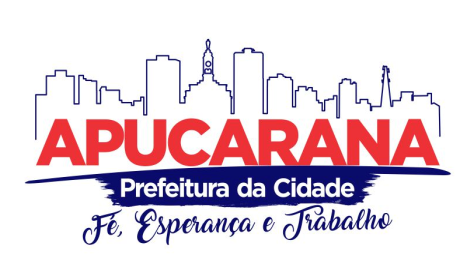 APUCARANA
Prefeitura da Cidade
Fé, Esperança e Trabalho